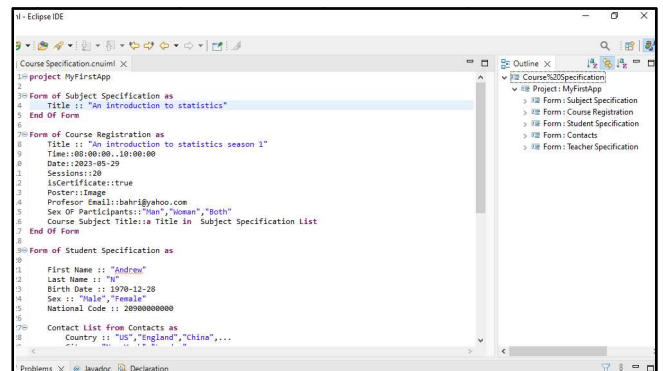 ıl - Eclipse IDE
Course Specification.cnuiml
1 project MyFirstApp
2
3 Form of Subject Specification as
4 Title :: "An introduction to statistics"
5 End Of Form
6
7 Form of Course Registration as
8 Title :: "An introduction to statistics season 1"
9 Time::08:00:00..10:00:00
.0 Date::2023-05-29
.1 Sessions::20
.2 isCertificate::true
.3 Poster::Image
.4 Profesor Email::bahri@yahoo.com
.5 Sex OF Participants::"Man","Woman","Both"
.6 Course Subject Title::a Title in Subject Specification List
.7 End Of Form
.8
.9 Form of Student Specification as
:0
:1 First Name :: "Andrew"
:2 Last Name :: "N"
:3 Birth Date :: 1970-12-28
:4 Sex :: "Male","Female"
:5 National Code :: 20900000000
:6
:7 Contact List from Contacts as
:8 Country :: "US","England","China",...
Outline
Course%20Specification
Project : MyFirstApp
Form : Subject Specification
Form : Course Registration
Form : Student Specification
Form : Contacts
Form : Teacher Specification
Problems Javadoc Declaration